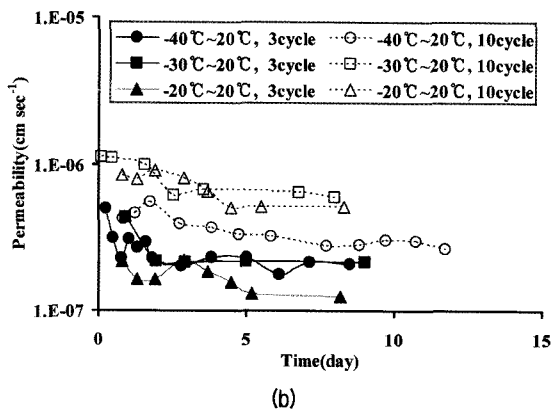 1.E-05
-40℃~20℃, 3cycle -40℃~20℃, 10cycle
-30℃~20℃, 3cycle -30℃~20℃, 10cycle
-20℃~20℃, 3cycle -20℃~20℃, 10cycle
1.E-06
Permeability(cm sec-1)
1.E-07
0 5 10 15
Time(day)
(b)